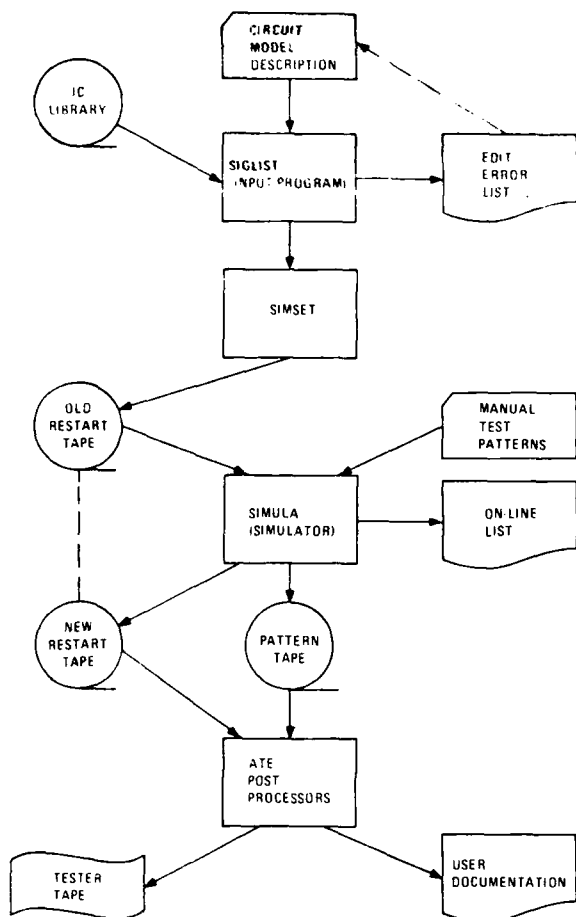 CIRCUIT
MODEL
DESCRIPTION
IC
LIBRARY
SIGLIST
(INPUT PROGRAM)
EDIT
ERROR
LIST
SIMSET
OLD
RESTART
TAPE
MANUAL
TEST
PATTERNS
SIMULA
(SIMULATOR)
ON-LINE
LIST
NEW
RESTART
TAPE
PATTERN
TAPE
ATE
POST
PROCESSORS
TESTER
TAPE
USER
DOCUMENTATION